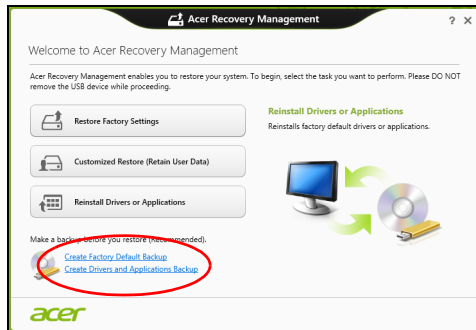 Acer Recovery Management
? X
Welcome to Acer Recovery Management
Acer Recovery Management enables you to restore your system. To begin, select the task you want to perform. Please DO NOT
remove the USB device while proceeding.
Restore Factory Settings
Customized Restore (Retain User Data)
Reinstall Drivers or Applications
Reinstall Drivers or Applications
Reinstalls factory default drivers or applications.
Make a backup before you restore (Recommended).
Create Factory Default Backup
Create Drivers and Applications Backup
acer